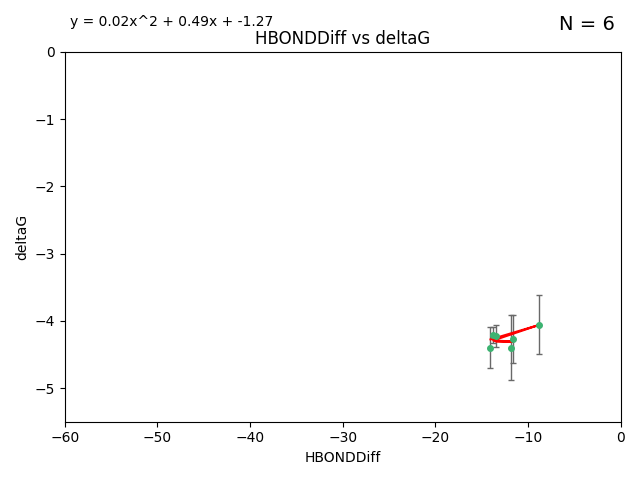 y = 0.02x^2 + 0.49x + -1.27
N = 6
HBONDDiff vs deltaG
0
−1
−2
−3
−4
−5
deltaG
−60 −50 −40 −30 −20 −10 0
HBONDDiff